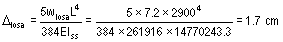 Δlosa = 5wlosaL⁴ / 384EIss = 5 × 7.2 × 2900⁴ / 384 × 261916 × 14770243.3 = 1.7 cm